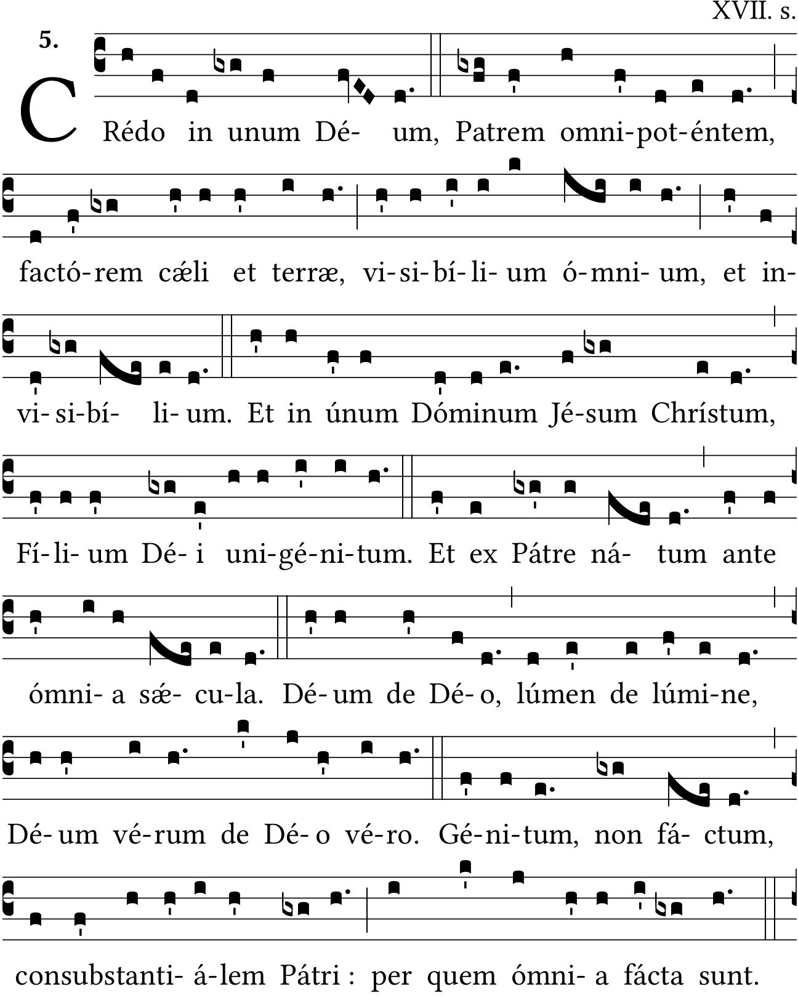 XVII. s.
5.
CRédo in unum Dé- um, Patrem omni-pot-éntem,
factó-rem cǽli et terræ, vi-si-bí-li-um ó-mni-um, et in-
vi-si-bí- li-um. Et in únum Dóminum Jé-sum Chrístum,
Fí-li-um Dé-i uni-gé-ni-tum. Et ex Pátre ná- tum ante
ómni-a sǽ- cu-la. Dé-um de Dé-o, lúmen de lúmi-ne,
Dé-um vé-rum de Dé-o vé-ro. Gé-ni-tum, non fá- ctum,
consubstanti-á-lem Pátri : per quem ómni-a fácta sunt.